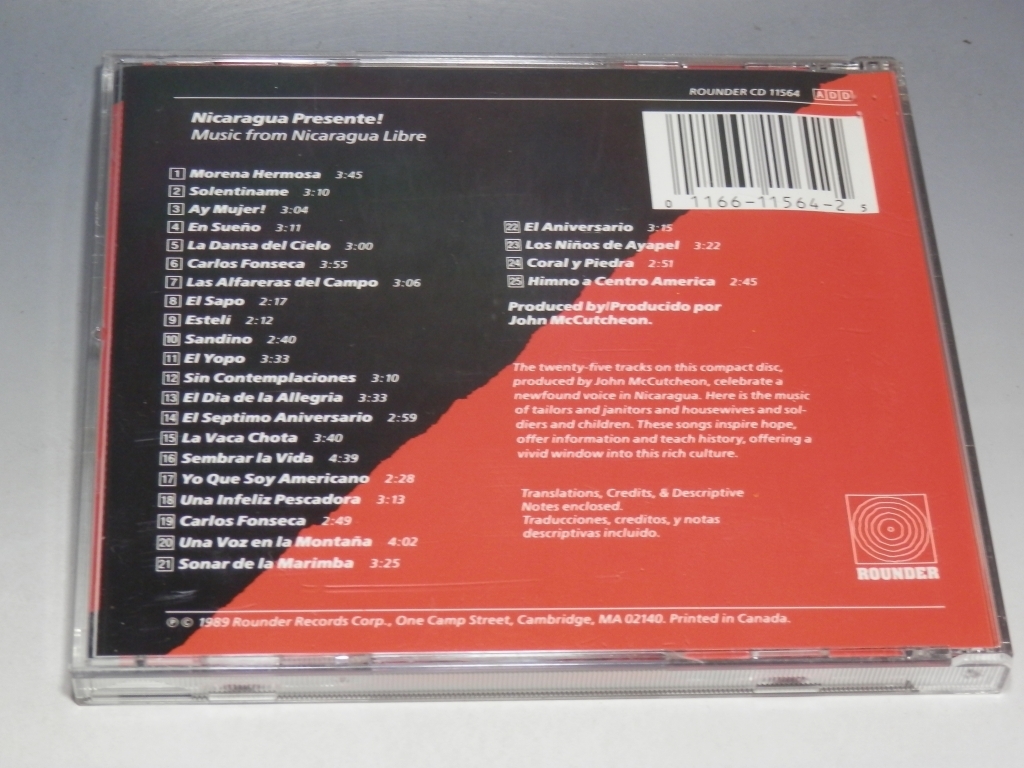 ROUNDER CD 11564 ADD
Nicaragua Presente!
Music from Nicaragua Libre
0 1166-11564-2 5
1 Morena Hermosa 3:45
2 Solentiname 3:10
3 Ay Mujer! 3:04
4 En Sueño 3:11
5 La Dansa del Cielo 3:00
6 Carlos Fonseca 3:55
7 Las Alfareras del Campo 3:06
8 El Sapo 2:17
9 Esteli 2:12
10 Sandino 2:40
11 El Yopo 3:33
12 Sin Contemplaciones 3:10
13 El Dia de la Allegria 3:33
14 El Septimo Aniversario 2:59
15 La Vaca Chota 3:40
16 Sembrar la Vida 4:39
17 Yo Que Soy Americano 2:28
18 Una Infeliz Pescadora 3:13
19 Carlos Fonseca 2:49
20 Una Voz en la Montaña 4:02
21 Sonar de la Marimba 3:25
22 El Aniversario 3:15
23 Los Niños de Ayapel 3:22
24 Coral y Piedra 2:51
25 Himno a Centro America 2:45
Produced by/Producido por
John McCutcheon.
The twenty-five tracks on this compact disc,
produced by John McCutcheon, celebrate a
newfound voice in Nicaragua. Here is the music
of tailors and janitors and housewives and sol-
diers and children. These songs inspire hope,
offer information and teach history, offering a
vivid window into this rich culture.
Translations, Credits, & Descriptive
Notes enclosed.
Traducciones, creditos, y notas
descriptivas incluido.
ROUNDER
℗ © 1989 Rounder Records Corp., One Camp Street, Cambridge, MA 02140. Printed in Canada.